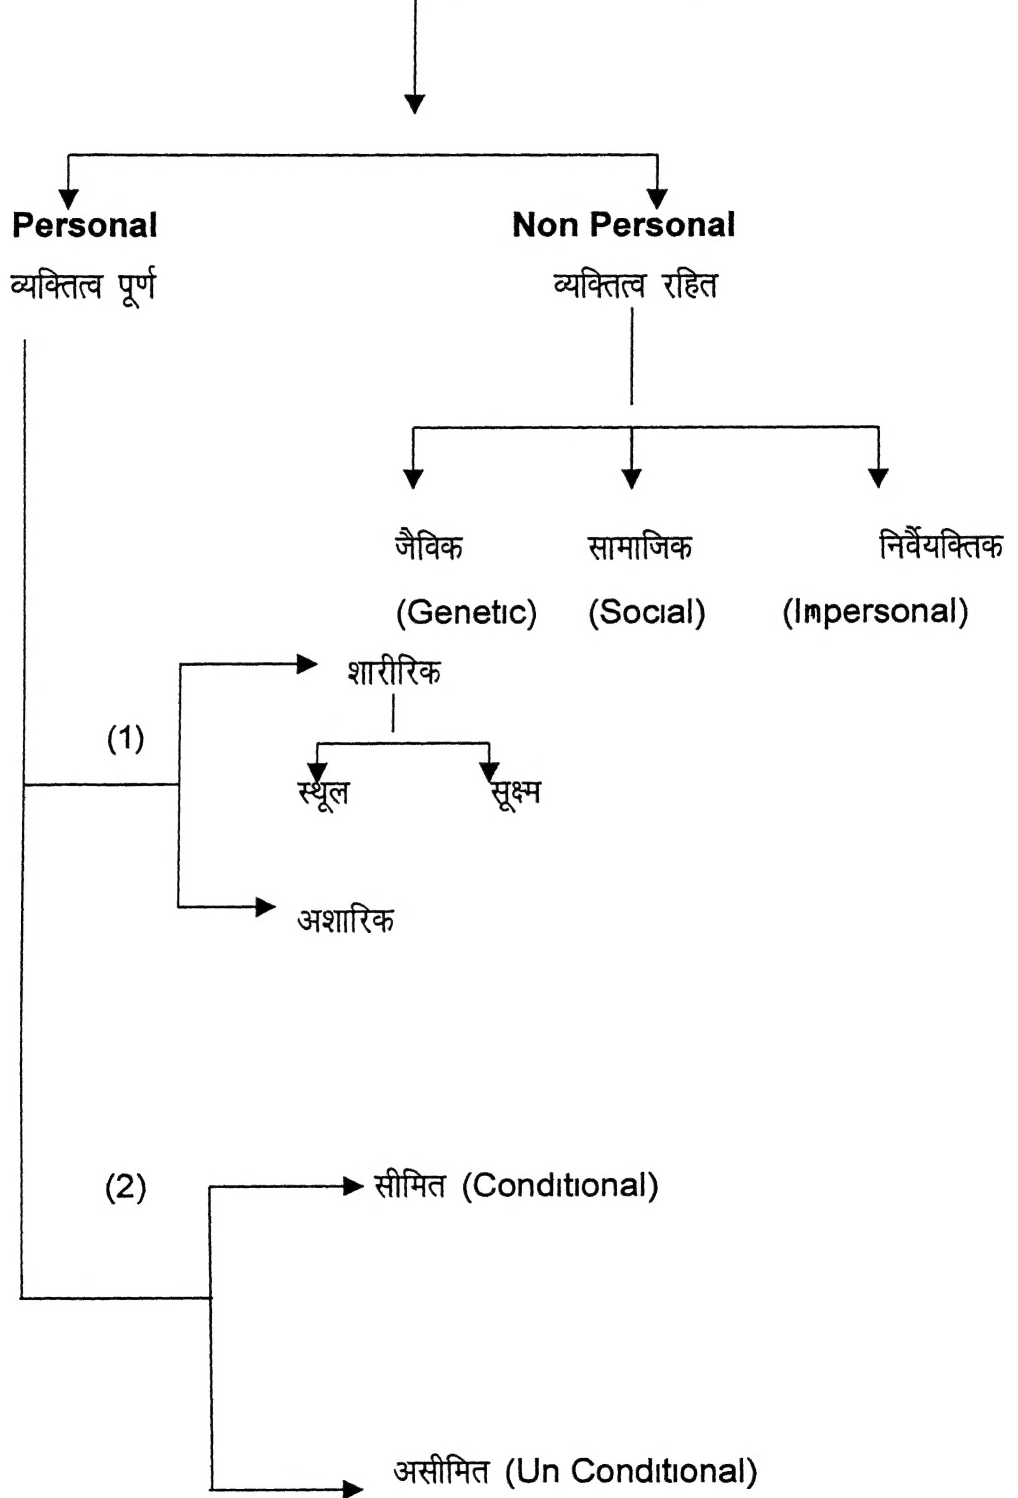 Personal Non Personal
व्यक्तित्व पूर्ण व्यक्तित्व रहित
जैविक सामाजिक निर्वैयक्तिक
(Genetic) (Social) (Impersonal)
शारीरिक
(1)
स्थूल सूक्ष्म
अशारिक
(2) सीमित (Conditional)
असीमित (Un Conditional)